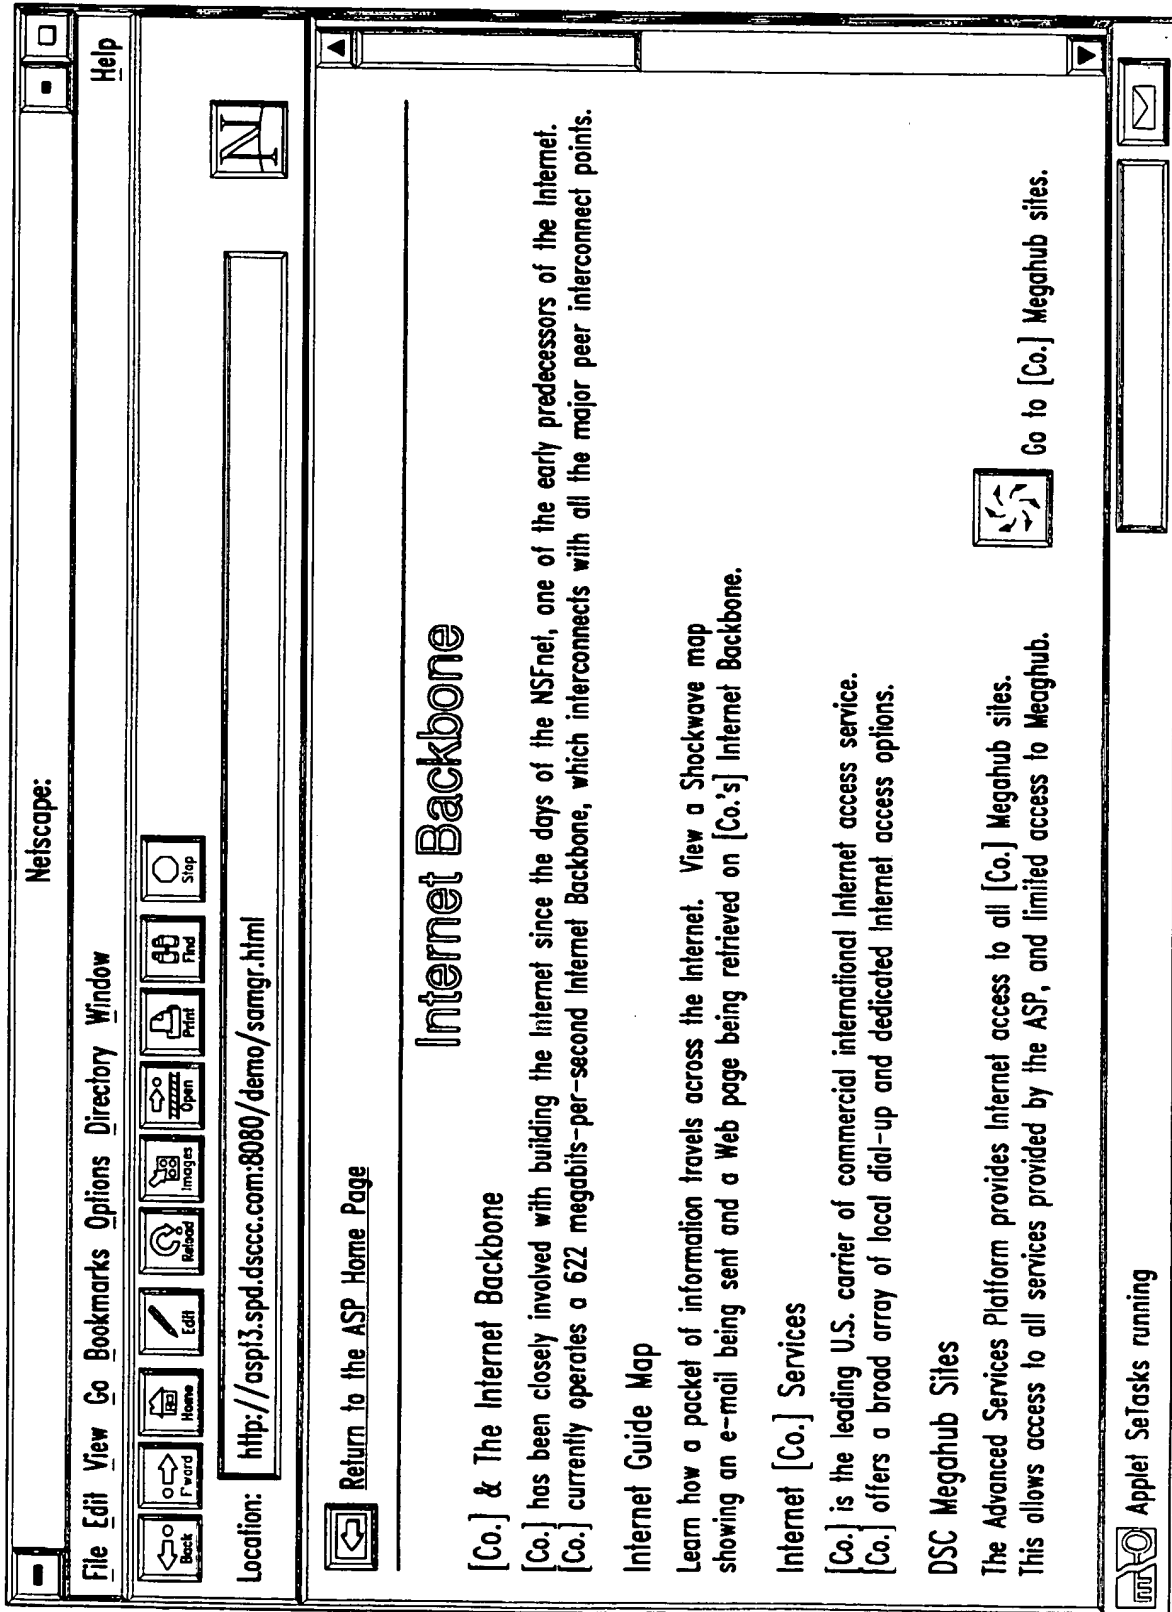 Netscape:
File Edit View Go Bookmarks Options Directory Window Help
Back F'ward Home Edit Reload Images Open Print Find Stop
Location: http://aspt3.spd.dsccc.com:8080/demo/samgr.html
N
Return to the ASP Home Page
Internet Backbone
[Co.] & The Internet Backbone
[Co.] has been closely involved with building the Internet since the days of the NSFnet, one of the early predecessors of the Internet.
[Co.] currently operates a 622 megabits-per-second Internet Backbone, which interconnects with all the major peer interconnect points.
Internet Guide Map
Learn how a packet of information travels across the Internet. View a Shockwave map
showing an e-mail being sent and a Web page being retrieved on [Co.'s] Internet Backbone.
Internet [Co.] Services
[Co.] is the leading U.S. carrier of commercial international Internet access service.
[Co.] offers a broad array of local dial-up and dedicated Internet access options.
DSC Megahub Sites
The Advanced Services Platform provides Internet access to all [Co.] Megahub sites.
This allows access to all services provided by the ASP, and limited access to Meaghub.
Go to [Co.] Megahub sites.
Applet SeTasks running